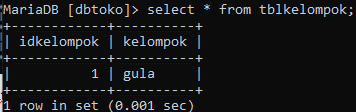 MariaDB [dbtoko]> select * from tblkelompok;
+------------+----------+
| idkelompok | kelompok |
+------------+----------+
|          1 | gula     |
+------------+----------+
1 row in set (0.001 sec)